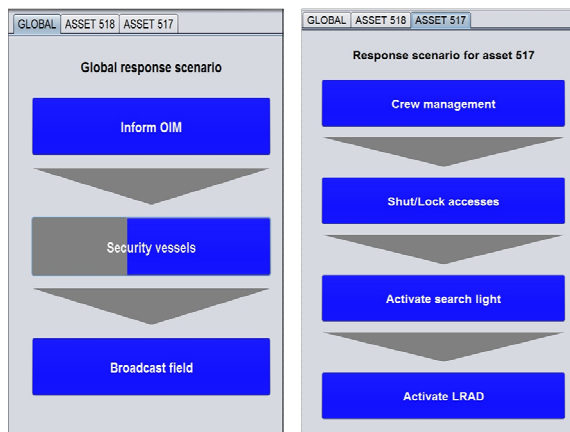 GLOBAL ASSET 518 ASSET 517
Global response scenario
Inform OIM
Security vessels
Broadcast field
GLOBAL ASSET 518 ASSET 517
Response scenario for asset 517
Crew management
Shut/Lock accesses
Activate search light
Activate LRAD